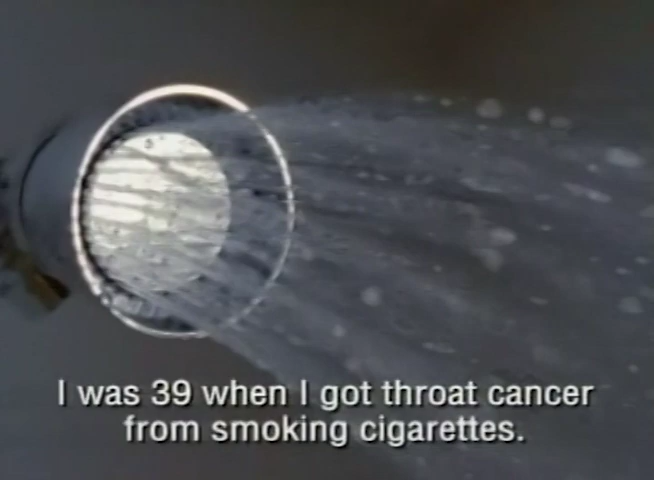 I was 39 when I got throat cancer
from smoking cigarettes.